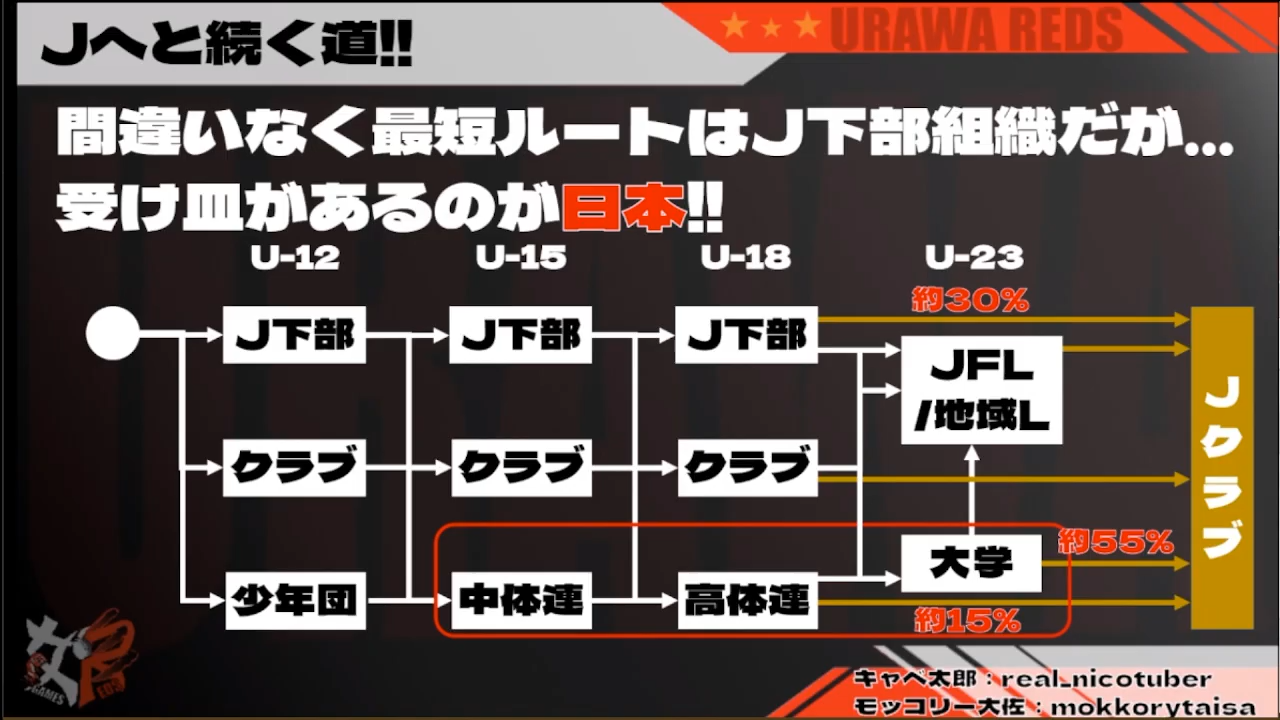 Jへと続く道!!
URAWA REDS
間違いなく最短ルートはJ下部組織だが...
受け皿があるのが日本!!
U-12 U-15 U-18 U-23
約30%
J下部 J下部 J下部 JFL
/地域L
Jクラブ
クラブ クラブ クラブ
約55%
大学
少年団 中体連 高体連
約15%
GAMES REDS
キャベ太郎：real_nicotuber
モッコリー大佐：mokkorytaisa